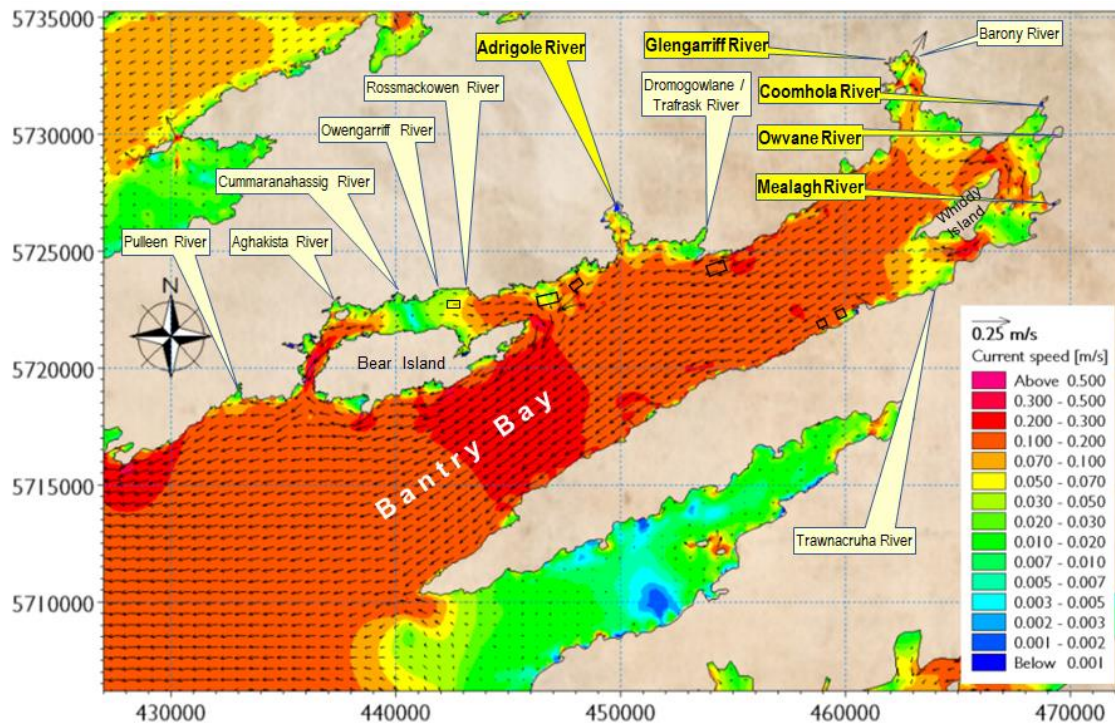 5735000
5730000
5725000
5720000
5715000
5710000
430000
440000
450000
460000
470000
Adrigole River
Glengarriff River
Barony River
Rossmackowen River
Dromogowlane /
Trafrask River
Coomhola River
Owengarriff River
Owvane River
Cummaranahassig River
Mealagh River
Pulleen River
Aghakista River
Whiddy
Island
N
Bear Island
Bantry Bay
Trawnacruha River
0.25 m/s
Current speed [m/s]
Above 0.500
0.300 - 0.500
0.200 - 0.300
0.100 - 0.200
0.070 - 0.100
0.050 - 0.070
0.030 - 0.050
0.020 - 0.030
0.010 - 0.020
0.007 - 0.010
0.005 - 0.007
0.003 - 0.005
0.002 - 0.003
0.001 - 0.002
Below 0.001